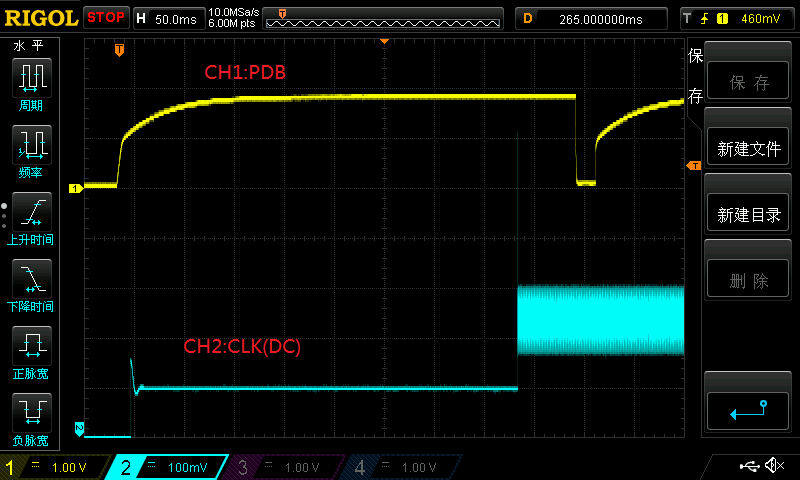 RIGOL STOP H 50.0ms 10.0MSa/s
6.00M pts
T D 265.000000ms T 1 460mV
水平
周期
频率
上升时间
下降时间
正脉宽
负脉宽
T
CH1:PDB
1
CH2:CLK(DC)
2
T
保存
保存
新建文件
新建目录
删除
1 1.00 V 2 100mV 3 1.00 V 4 1.00 V